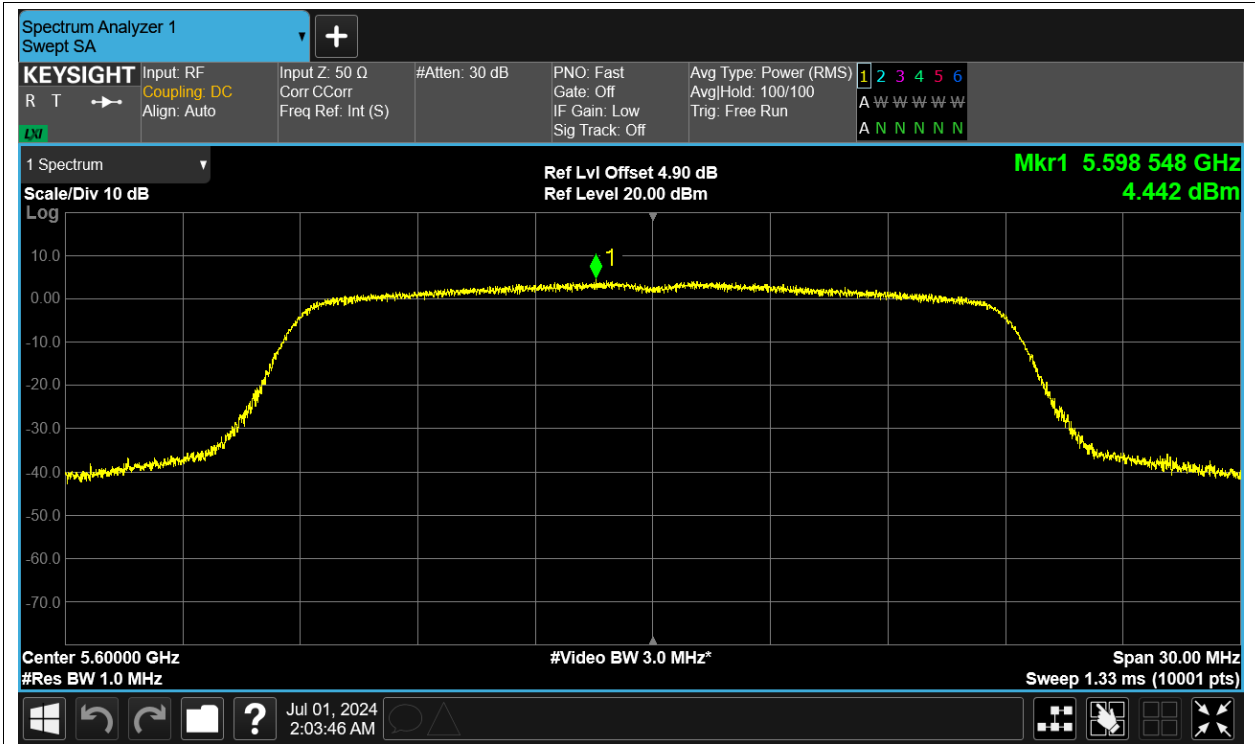 Spectrum Analyzer 1
Swept SA
KEYSIGHT
R T
LXI
Input: RF
Coupling: DC
Align: Auto
Input Z: 50 Ω
Corr CCorr
Freq Ref: Int (S)
#Atten: 30 dB
PNO: Fast
Gate: Off
IF Gain: Low
Sig Track: Off
Avg Type: Power (RMS)
Avg|Hold: 100/100
Trig: Free Run
1 2 3 4 5 6
A W W W W W
A N N N N N
1 Spectrum
Scale/Div 10 dB
Log
Ref Lvl Offset 4.90 dB
Ref Level 20.00 dBm
Mkr1 5.598 548 GHz
4.442 dBm
1
10.0
0.00
-10.0
-20.0
-30.0
-40.0
-50.0
-60.0
-70.0
Center 5.60000 GHz
#Res BW 1.0 MHz
#Video BW 3.0 MHz*
Span 30.00 MHz
Sweep 1.33 ms (10001 pts)
?
Jul 01, 2024
2:03:46 AM